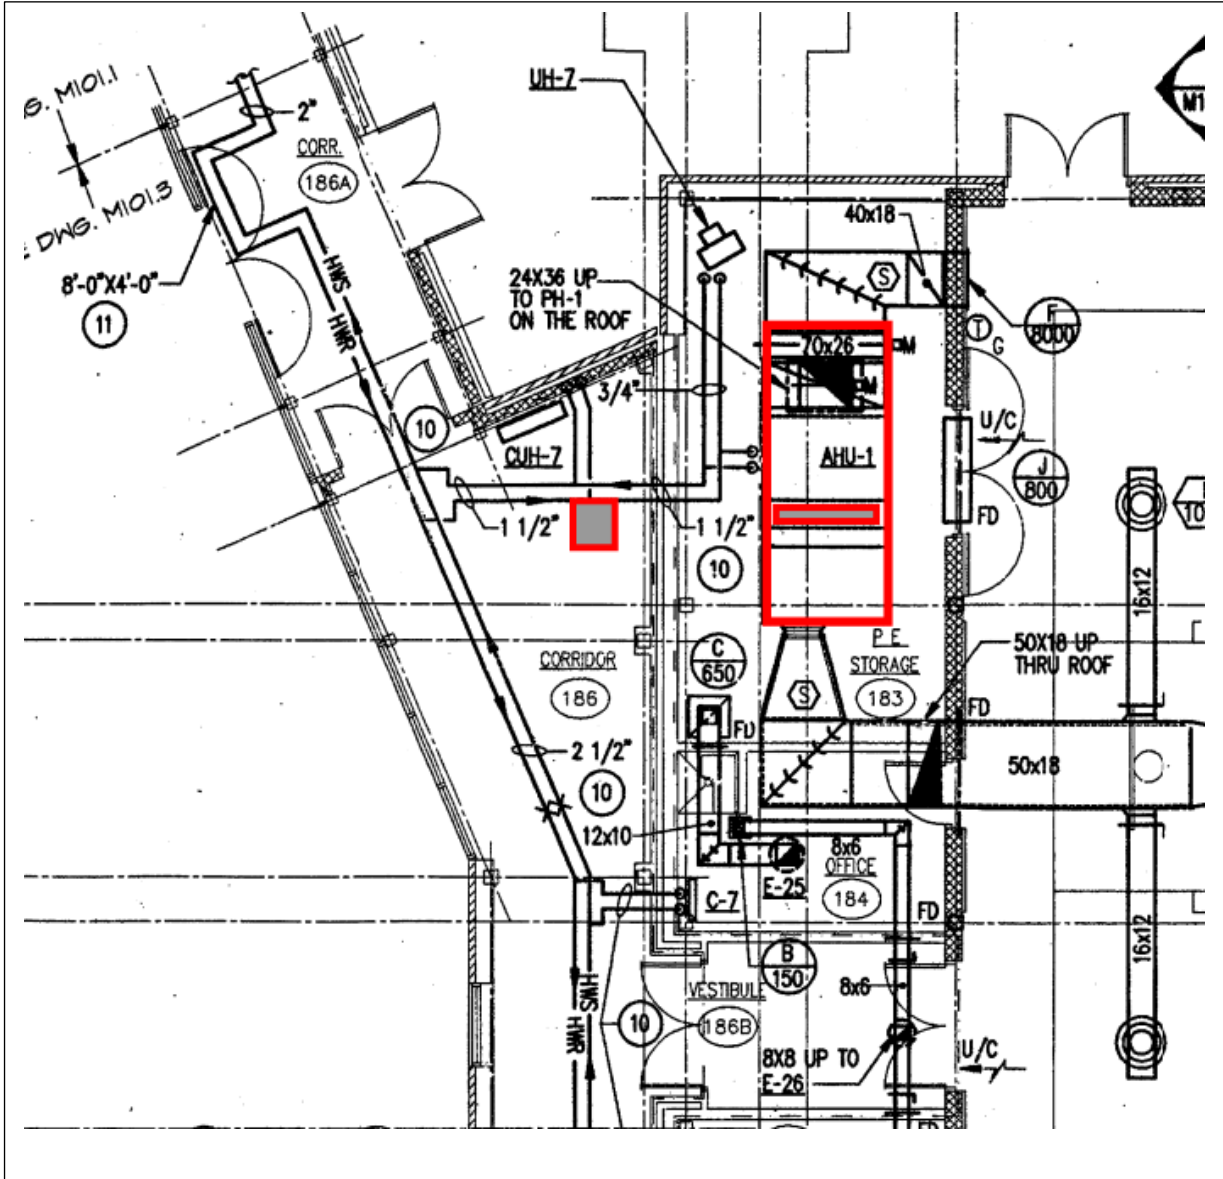 G. M101.1
DWG. M101.3
2"
CORR.
186A
8'-0"X4'-0"
11
HWS
HWR
UH-7
24X36 UP
TO PH-1
ON THE ROOF
3/4"
10
CUH-7
1 1/2"
1 1/2"
10
40x18
S
70x26
M
M
AHU-1
T
G
F
8000
M1
U/C
J
800
FD
10
16x12
C
650
P E
STORAGE
183
50X18 UP
THRU ROOF
CORRIDOR
186
S
FD
FD
2 1/2"
10
50x18
12x10
8x6
OFFICE
184
E-25
C-7
FD
16x12
B
150
8x6
VESTIBULE
186B
HWS
HWR
10
8X8 UP TO
E-26
U/C
FD